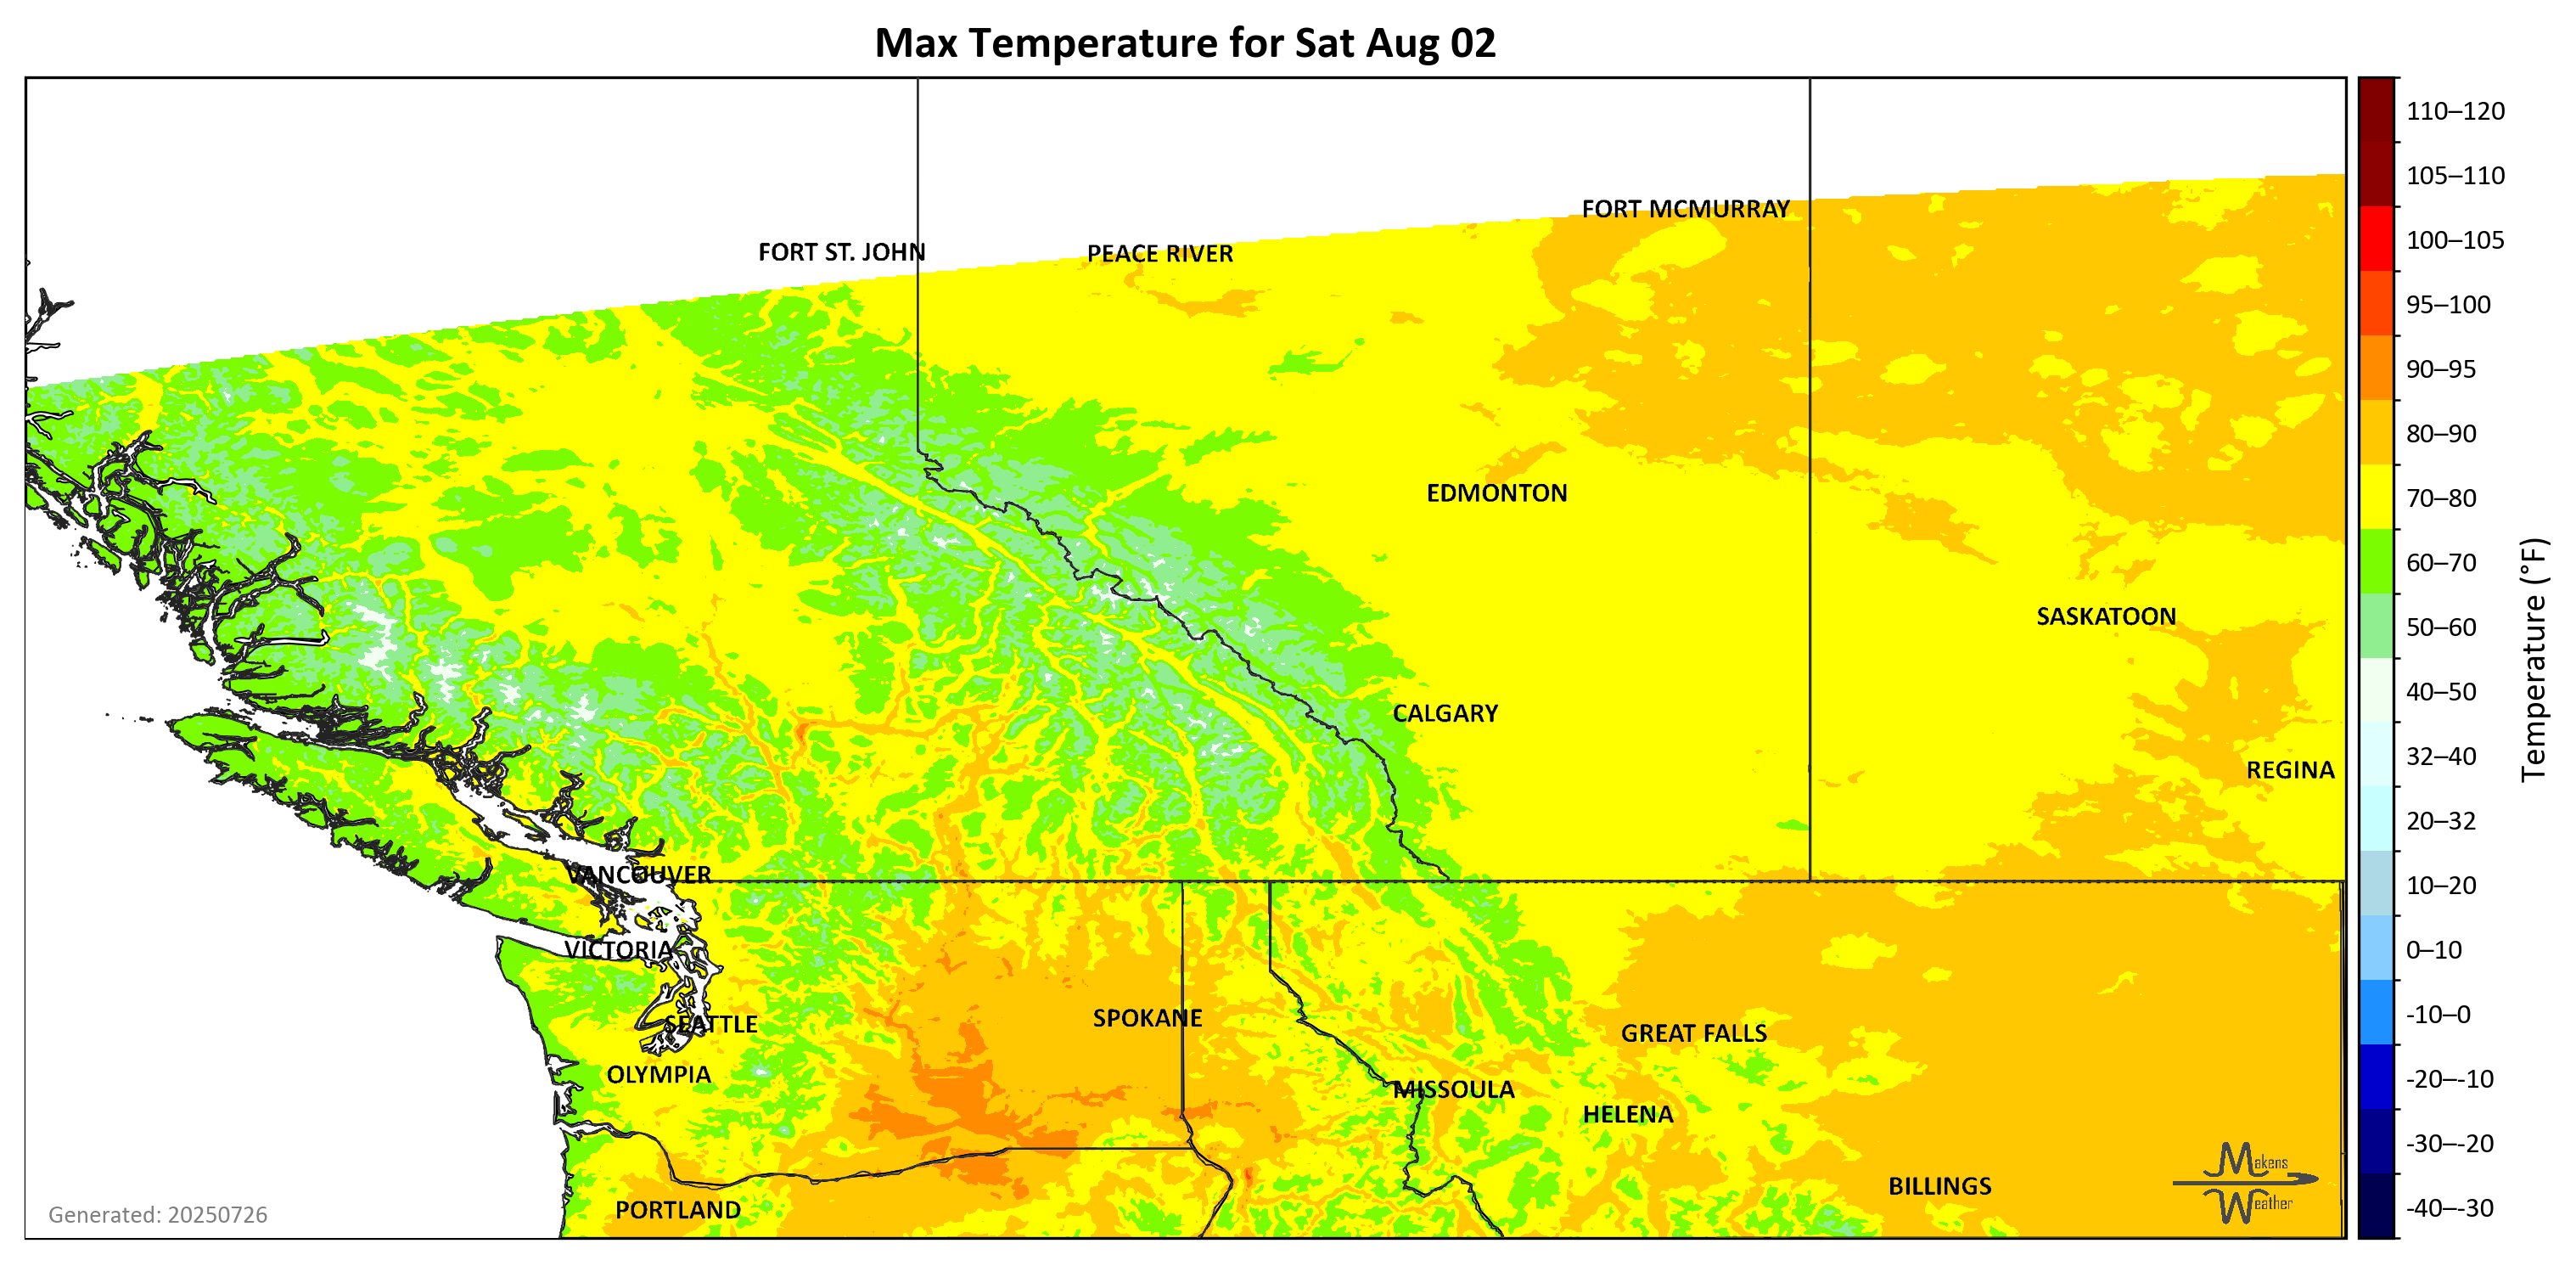 Max Temperature for Sat Aug 02
110–120
105–110
FORT MCMURRAY
100–105
FORT ST. JOHN
PEACE RIVER
95–100
90–95
80–90
EDMONTON
70–80
60–70
SASKATOON
50–60
40–50
CALGARY
32–40
REGINA
Temperature (°F)
20–32
VANCOUVER
10–20
VICTORIA
0–10
SPOKANE
-10–0
SEATTLE
GREAT FALLS
OLYMPIA
-20–-10
MISSOULA
HELENA
-30–-20
Makens
Weather
BILLINGS
PORTLAND
-40–-30
Generated: 20250726